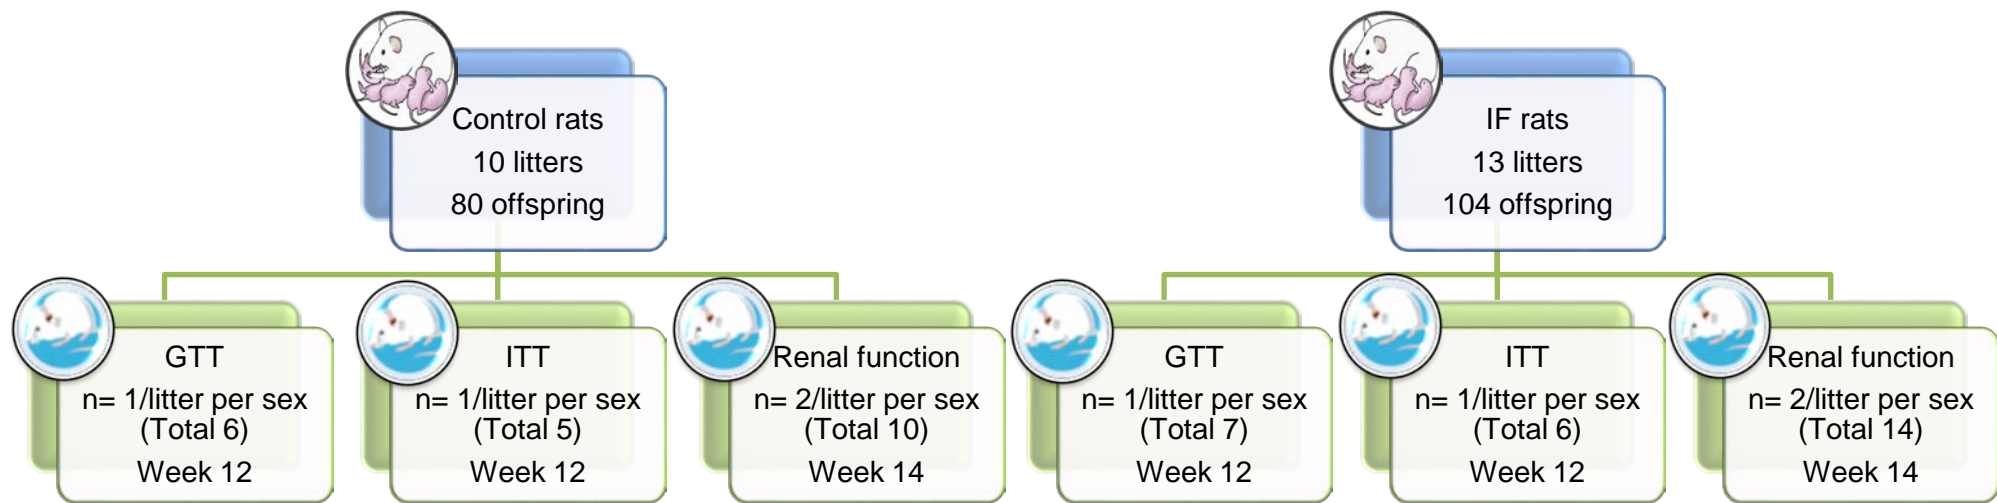 Control rats
10 litters
80 offspring
IF rats
13 litters
104 offspring
GTT
n= 1/litter per sex
(Total 6)
Week 12
ITT
n= 1/litter per sex
(Total 5)
Week 12
Renal function
n= 2/litter per sex
(Total 10)
Week 14
GTT
n= 1/litter per sex
(Total 7)
Week 12
ITT
n= 1/litter per sex
(Total 6)
Week 12
Renal function
n= 2/litter per sex
(Total 14)
Week 14